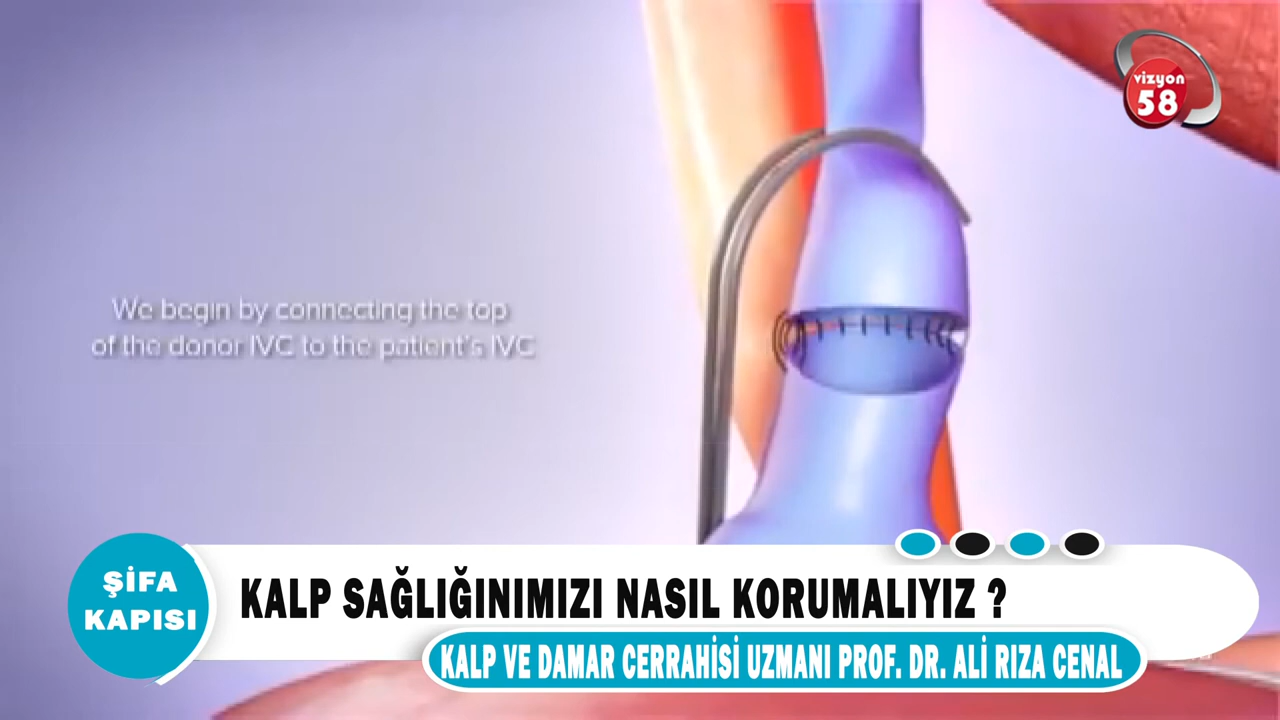 vizyon
58
We begin by connecting the top
of the donor IVC to the patient's IVC
ŞİFA
KAPISI
KALP SAĞLIĞINIMIZI NASIL KORUMALIYIZ ?
KALP VE DAMAR CERRAHİSİ UZMANI PROF. DR. ALİ RIZA CENAL